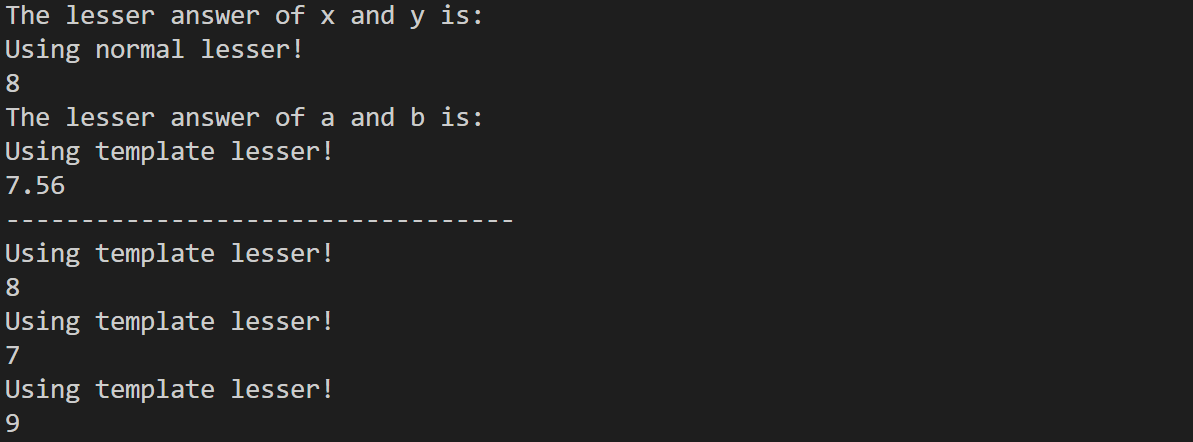 The lesser answer of x and y is:
Using normal lesser!
8
The lesser answer of a and b is:
Using template lesser!
7.56
----------------------------------
Using template lesser!
8
Using template lesser!
7
Using template lesser!
9